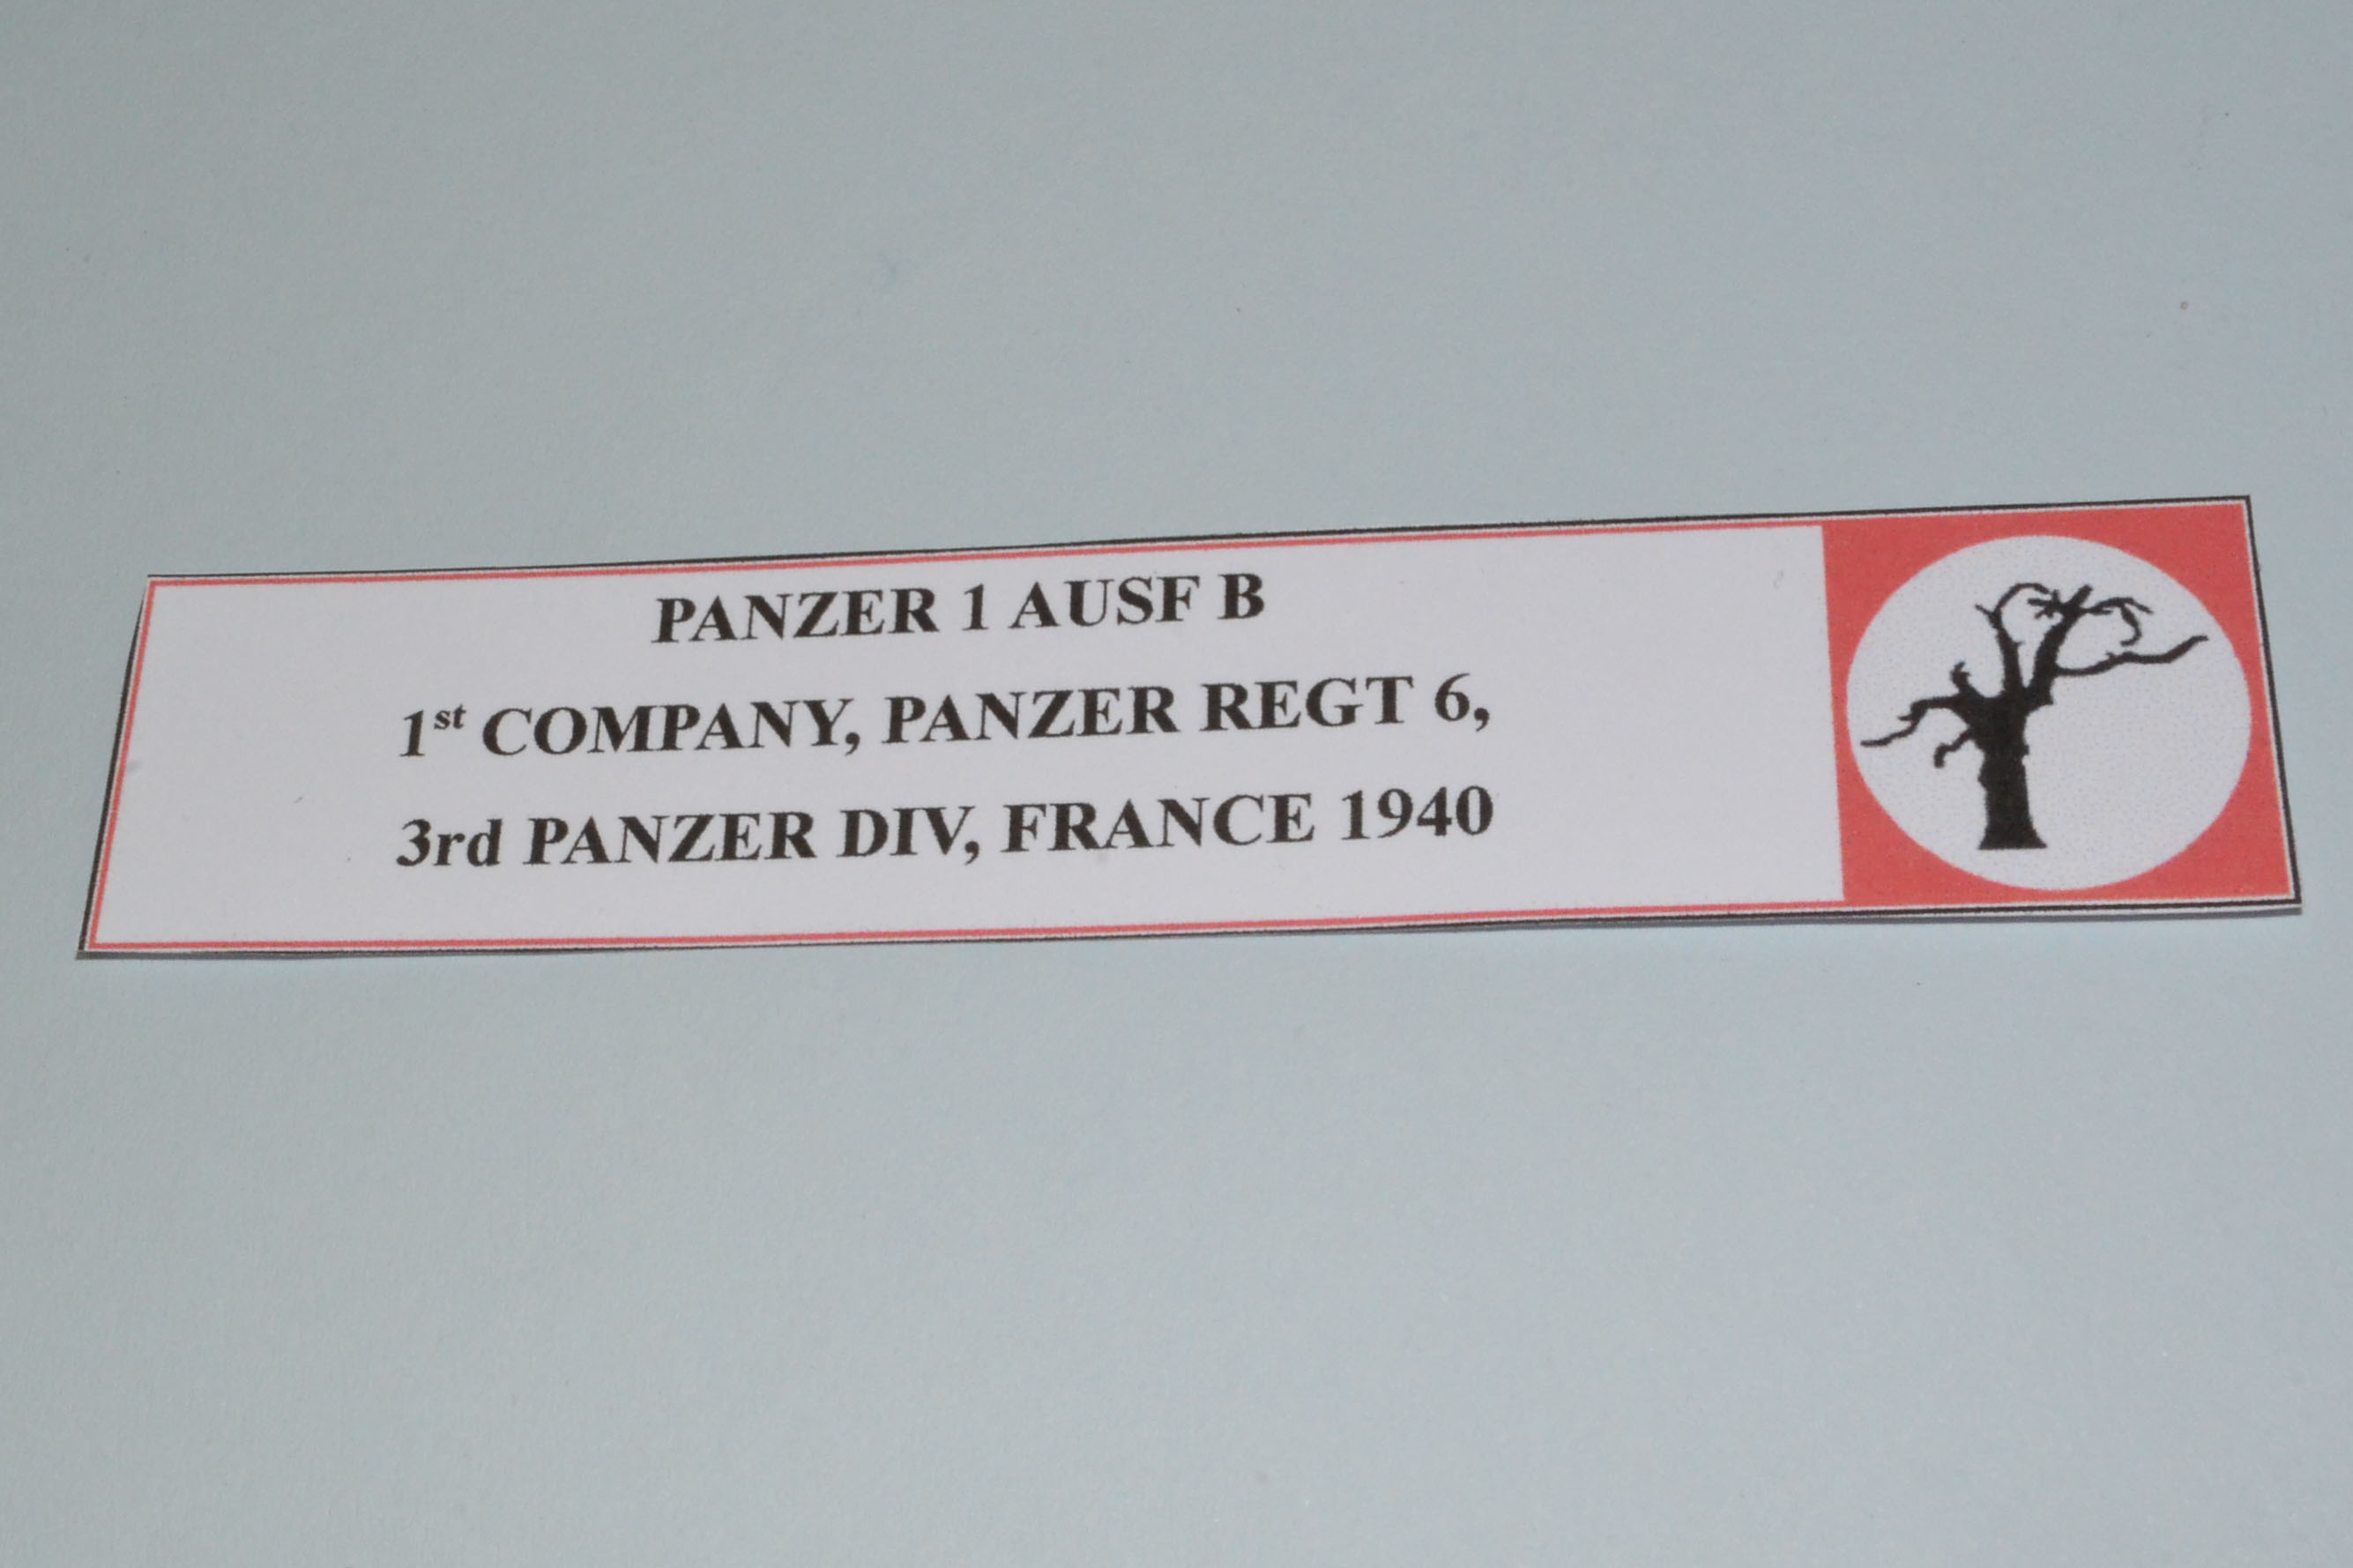 PANZER 1 AUSF B
1st COMPANY, PANZER REGT 6,
3rd PANZER DIV, FRANCE 1940